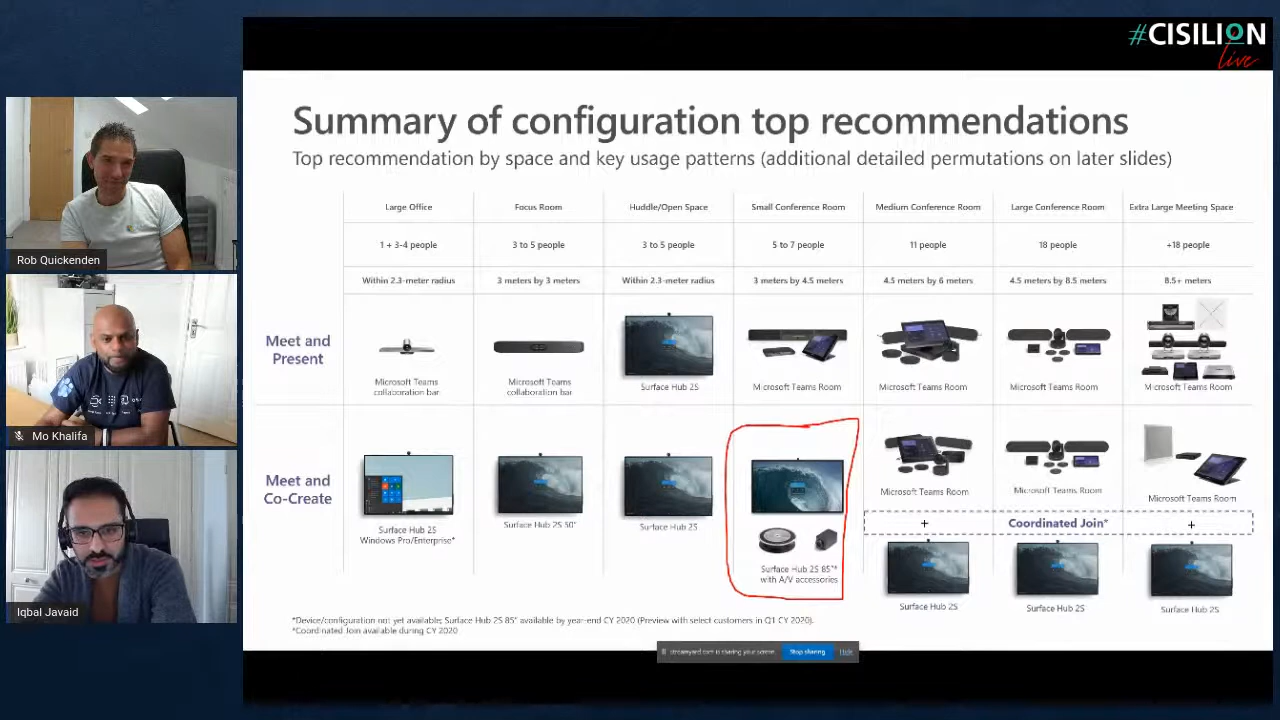 #CISILION
live
Summary of configuration top recommendations
Top recommendation by space and key usage patterns (additional detailed permutations on later slides)
Large Office
Focus Room
Huddle/Open Space
Small Conference Room
Medium Conference Room
Large Conference Room
Extra Large Meeting Space
1 + 3-4 people
3 to 5 people
3 to 5 people
5 to 7 people
11 people
18 people
+18 people
Within 2.3-meter radius
3 meters by 3 meters
Within 2.3-meter radius
3 meters by 4.5 meters
4.5 meters by 6 meters
4.5 meters by 8.5 meters
8.5+ meters
Meet and
Present
Microsoft Teams
collaboration bar
Microsoft Teams
collaboration bar
Surface Hub 2S
Microsoft Teams Room
Microsoft Teams Room
Microsoft Teams Room
Microsoft Teams Room
Meet and
Co-Create
Surface Hub 2S
Windows Pro/Enterprise*
Surface Hub 2S 50"
Surface Hub 2S
Surface Hub 2S 85"*
with A/V accessories
Microsoft Teams Room
Microsoft Teams Room
Microsoft Teams Room
+
Coordinated Join*
+
Surface Hub 2S
Surface Hub 2S
Surface Hub 2S
*Device/configuration not yet available; Surface Hub 2S 85" available by year-end CY 2020 (Preview with select customers in Q1 CY 2020).
*Coordinated Join available during CY 2020
streamyard.com is sharing your screen.
Stop sharing
Hide
Rob Quickenden
Mo Khalifa
Iqbal Javaid